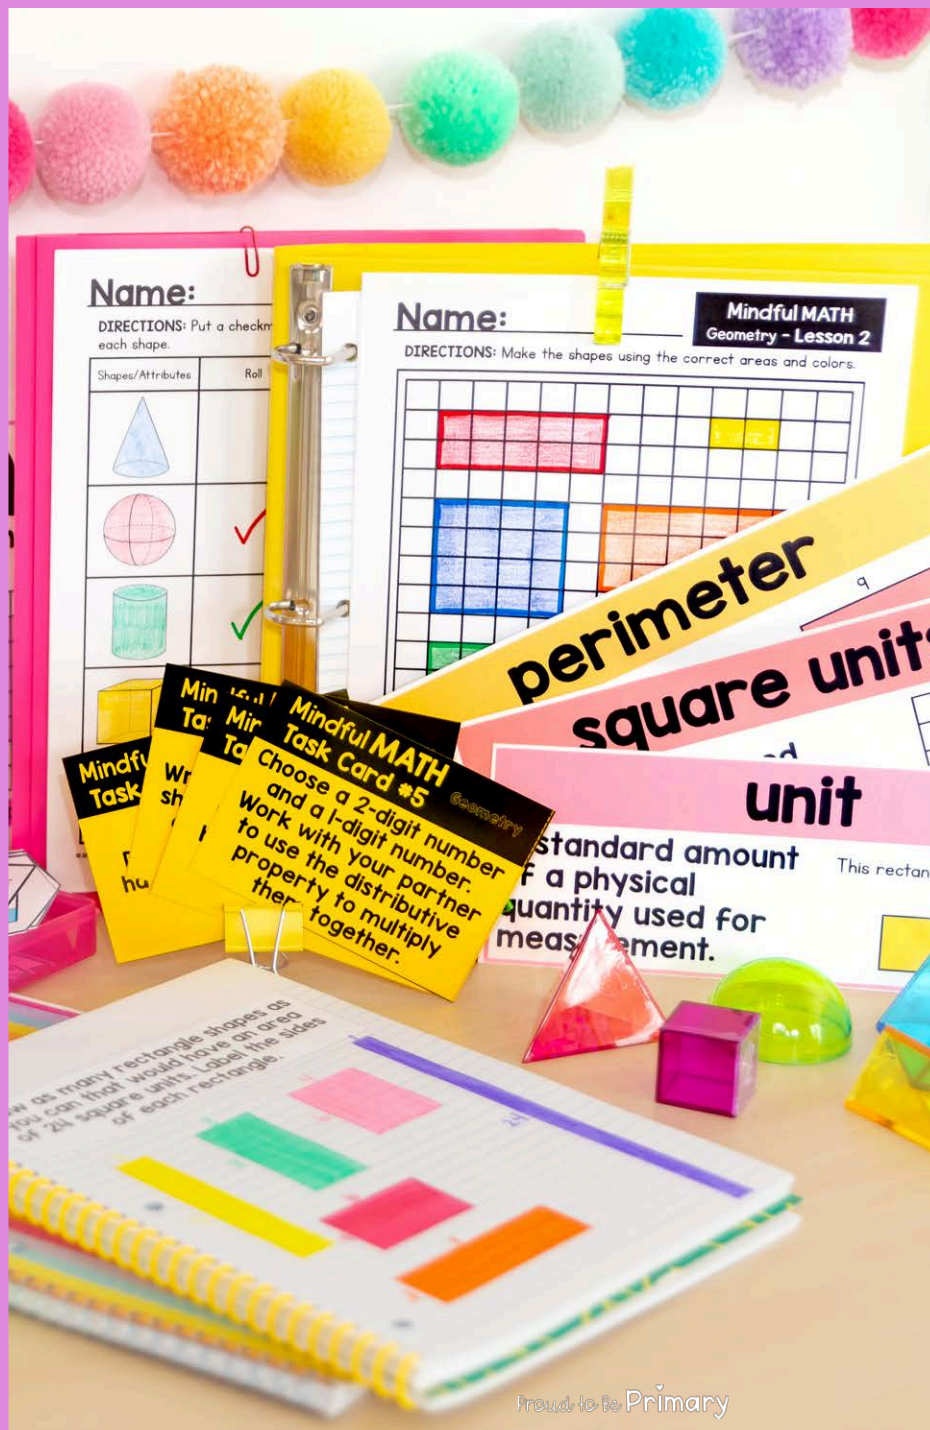 Name:
DIRECTIONS: Put a
each shape.
Shapes/Attributes
Roll
Name:
Mindful MATH
Geometry - Lesson 2
DIRECTIONS: Make the shapes using the correct areas and colors.
perimeter
9
square units
unit
standard amount
of a physical
quantity used for
This
Mindful MATH
Task Card #5
Geometry
Choose a 2-digit number
and a 1-digit number.
Work with your partner
to use the distributive
property to multiply
them together.
as many rectangle shapes as
you can that would have an area
of 24 square units. Label the sides
of each rectangle.
24
Proud to Be Primary